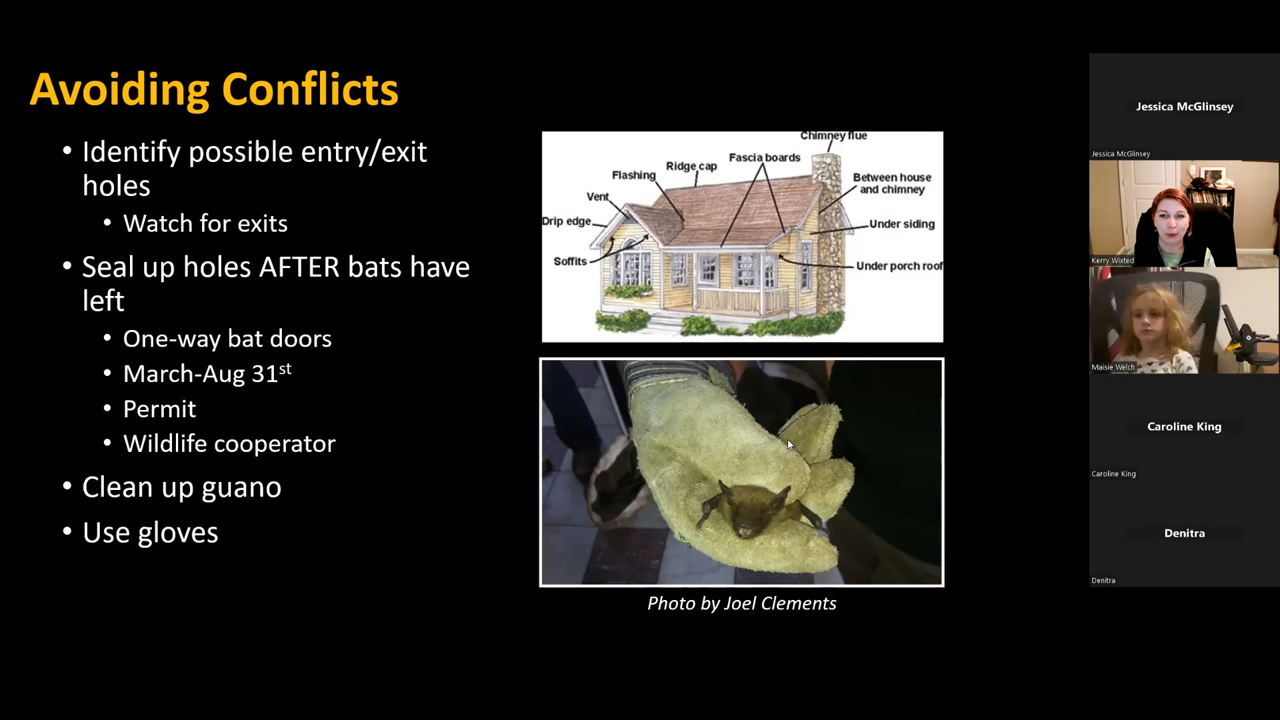 Avoiding Conflicts
• Identify possible entry/exit
holes
• Watch for exits
• Seal up holes AFTER bats have
left
• One-way bat doors
• March-Aug 31st
• Permit
• Wildlife cooperator
• Clean up guano
• Use gloves
Chimney flue
Fascia boards
Ridge cap
Flashing
Between house
and chimney
Vent
Drip edge
Under siding
Soffits
Under porch roof
Photo by Joel Clements
Jessica McGlinsey
Jessica McGlinsey
Kerry Wixted
Maisie Welch
Caroline King
Caroline King
Denitra
Denitra